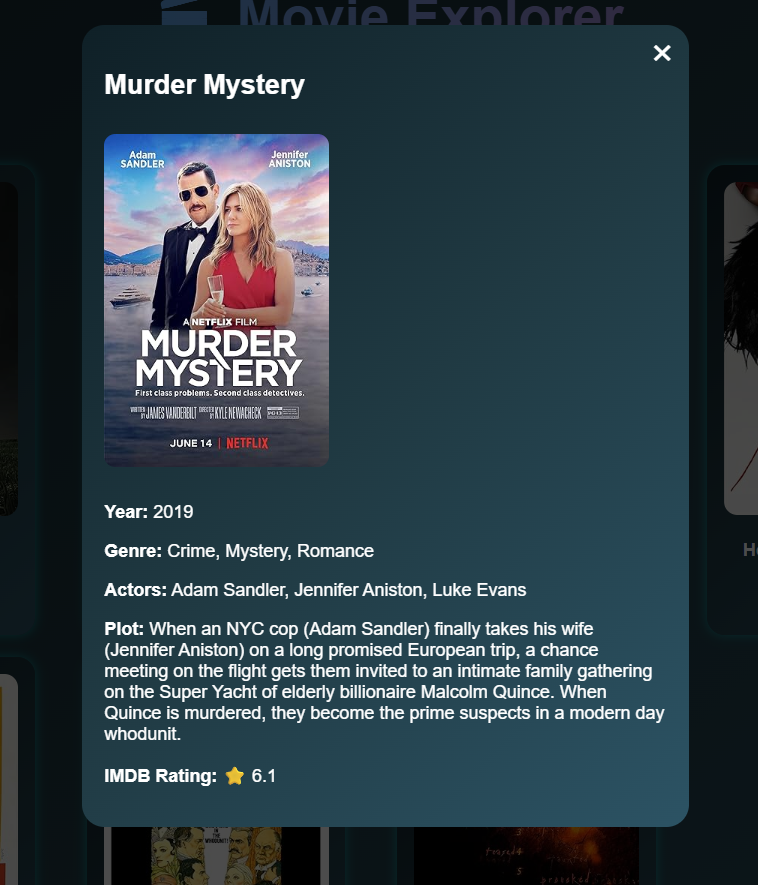 Movie Explorer
×
Murder Mystery
Adam Jennifer
SANDLER ANISTON
A NETFLIX FILM
MURDER
MYSTERY
First class problems. Second class detectives.
WRITTEN BY JAMES VANDERBILT DIRECTED BY KYLE NEWACHECK
JUNE 14 | NETFLIX
Year: 2019
Genre: Crime, Mystery, Romance
Actors: Adam Sandler, Jennifer Aniston, Luke Evans
Plot: When an NYC cop (Adam Sandler) finally takes his wife
(Jennifer Aniston) on a long promised European trip, a chance
meeting on the flight gets them invited to an intimate family gathering
on the Super Yacht of elderly billionaire Malcolm Quince. When
Quince is murdered, they become the prime suspects in a modern day
whodunit.
IMDB Rating: ⭐ 6.1